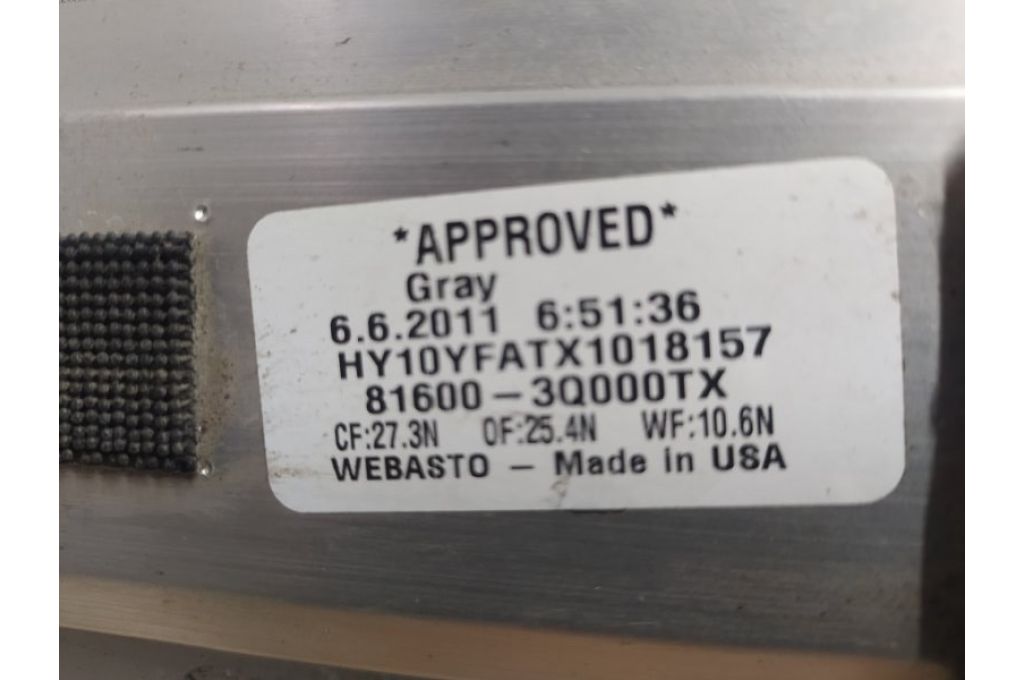 *APPROVED*
Gray
6.6.2011 6:51:36
HY10YFATX1018157
81600-3Q000TX
CF:27.3N OF:25.4N WF:10.6N
WEBASTO - Made in USA